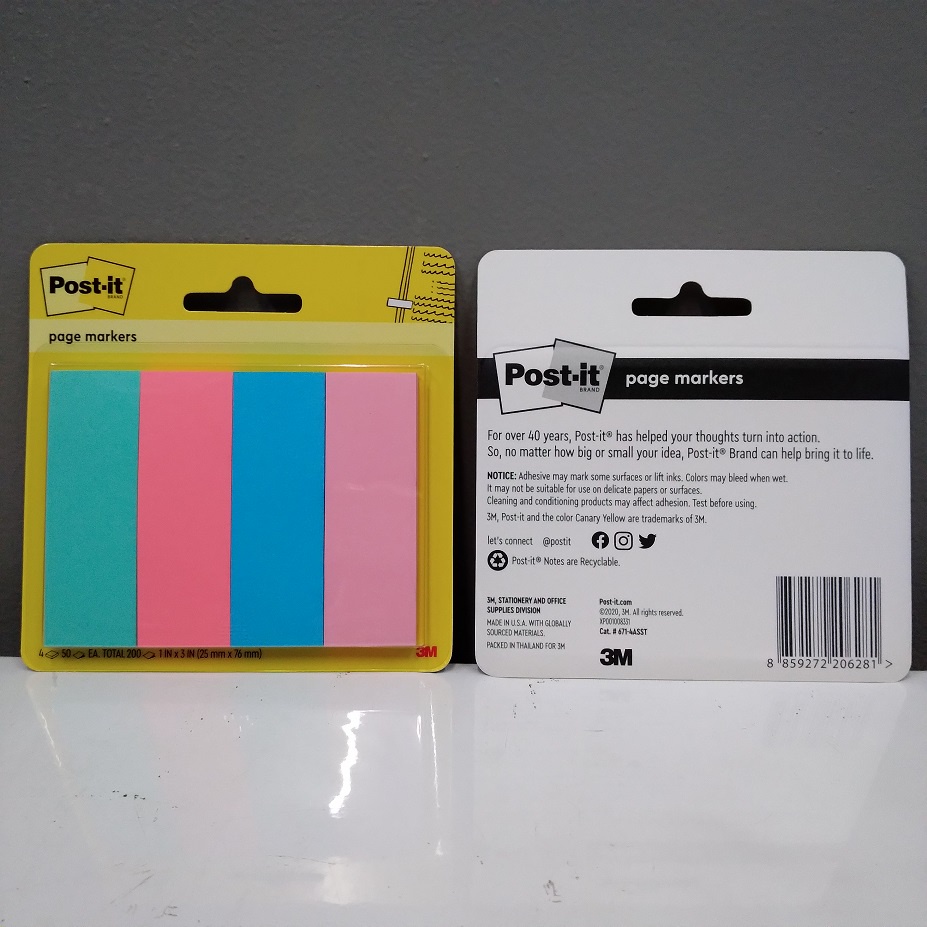 Post-it®
BRAND
page markers
4 50 EA. TOTAL 200 1 IN x 3 IN (25 mm x 76 mm)
3M
Post-it®
BRAND
page markers
For over 40 years, Post-it® has helped your thoughts turn into action.
So, no matter how big or small your idea, Post-it® Brand can help bring it to life.
NOTICE: Adhesive may mark some surfaces or lift inks. Colors may bleed when wet.
It may not be suitable for use on delicate papers or surfaces.
Cleaning and conditioning products may affect adhesion. Test before using.
3M, Post-it and the color Canary Yellow are trademarks of 3M.
let's connect @postit
Post-it® Notes are Recyclable.
3M, STATIONERY AND OFFICE
SUPPLIES DIVISION
MADE IN U.S.A. WITH GLOBALLY
SOURCED MATERIALS.
PACKED IN THAILAND FOR 3M
Post-it.com
©2020, 3M. All rights reserved.
XP001008331
Cat. # 671-4ASST
3M
8 859272 206281 >